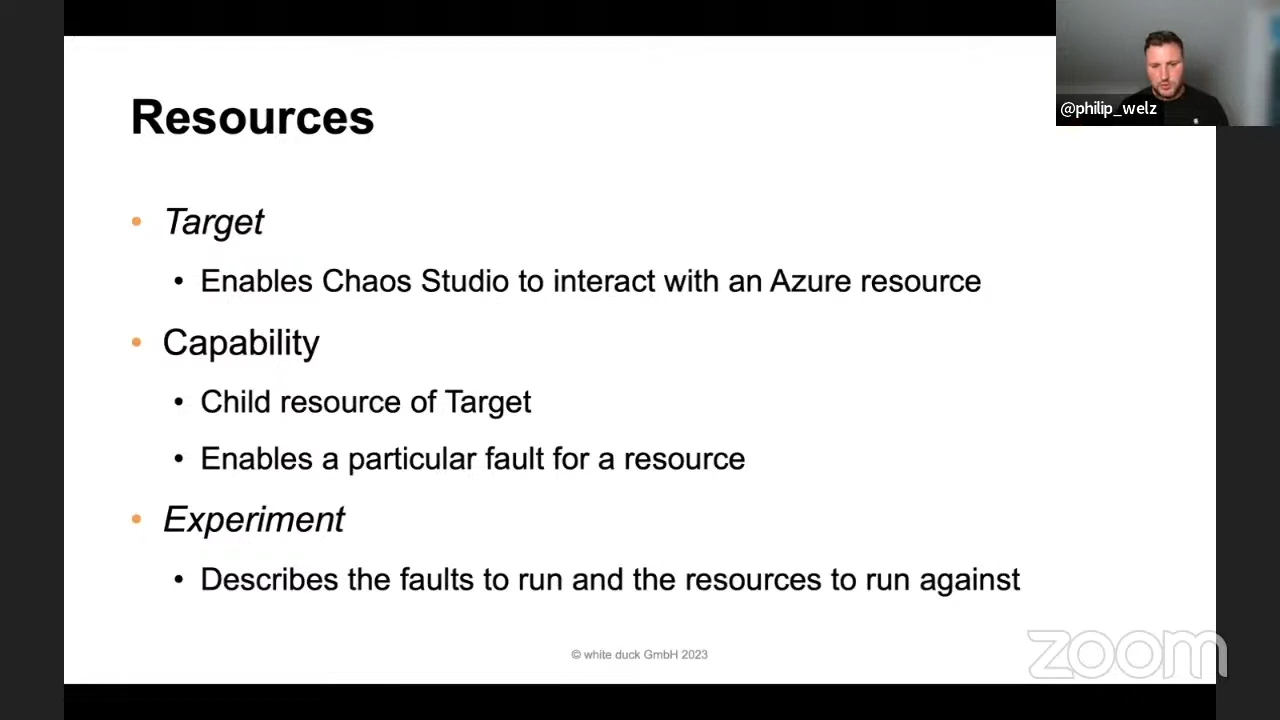 Resources
@philip_welz
• Target
• Enables Chaos Studio to interact with an Azure resource
• Capability
• Child resource of Target
• Enables a particular fault for a resource
• Experiment
• Describes the faults to run and the resources to run against
© white duck GmbH 2023
zoom